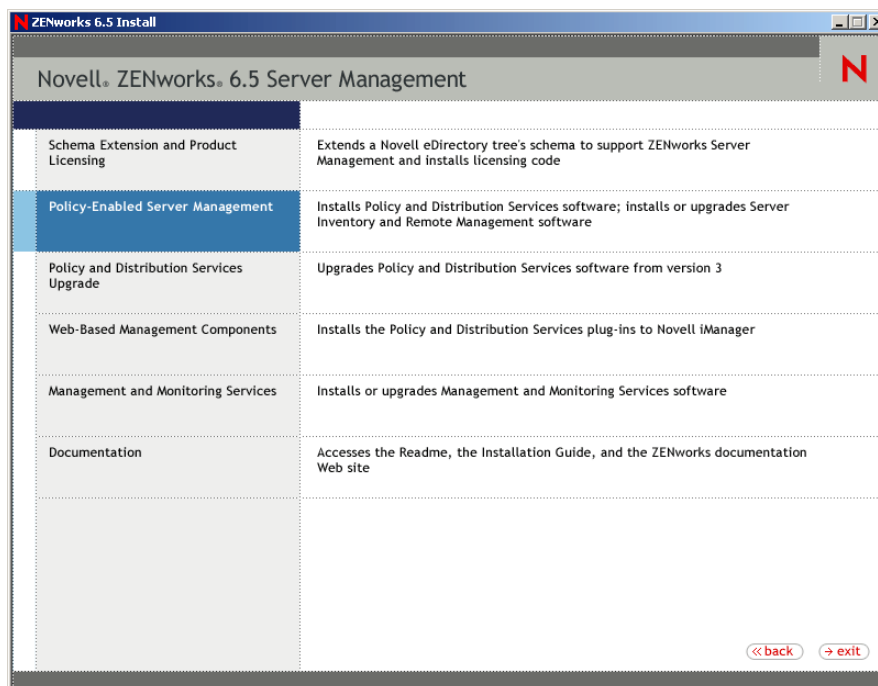 N ZENworks 6.5 Install
Novell® ZENworks® 6.5 Server Management
N
Schema Extension and Product
Licensing
Extends a Novell eDirectory tree's schema to support ZENworks Server
Management and installs licensing code
Policy-Enabled Server Management
Installs Policy and Distribution Services software; installs or upgrades Server
Inventory and Remote Management software
Policy and Distribution Services
Upgrade
Upgrades Policy and Distribution Services software from version 3
Web-Based Management Components
Installs the Policy and Distribution Services plug-ins to Novell iManager
Management and Monitoring Services
Installs or upgrades Management and Monitoring Services software
Documentation
Accesses the Readme, the Installation Guide, and the ZENworks documentation
Web site
« back
→ exit